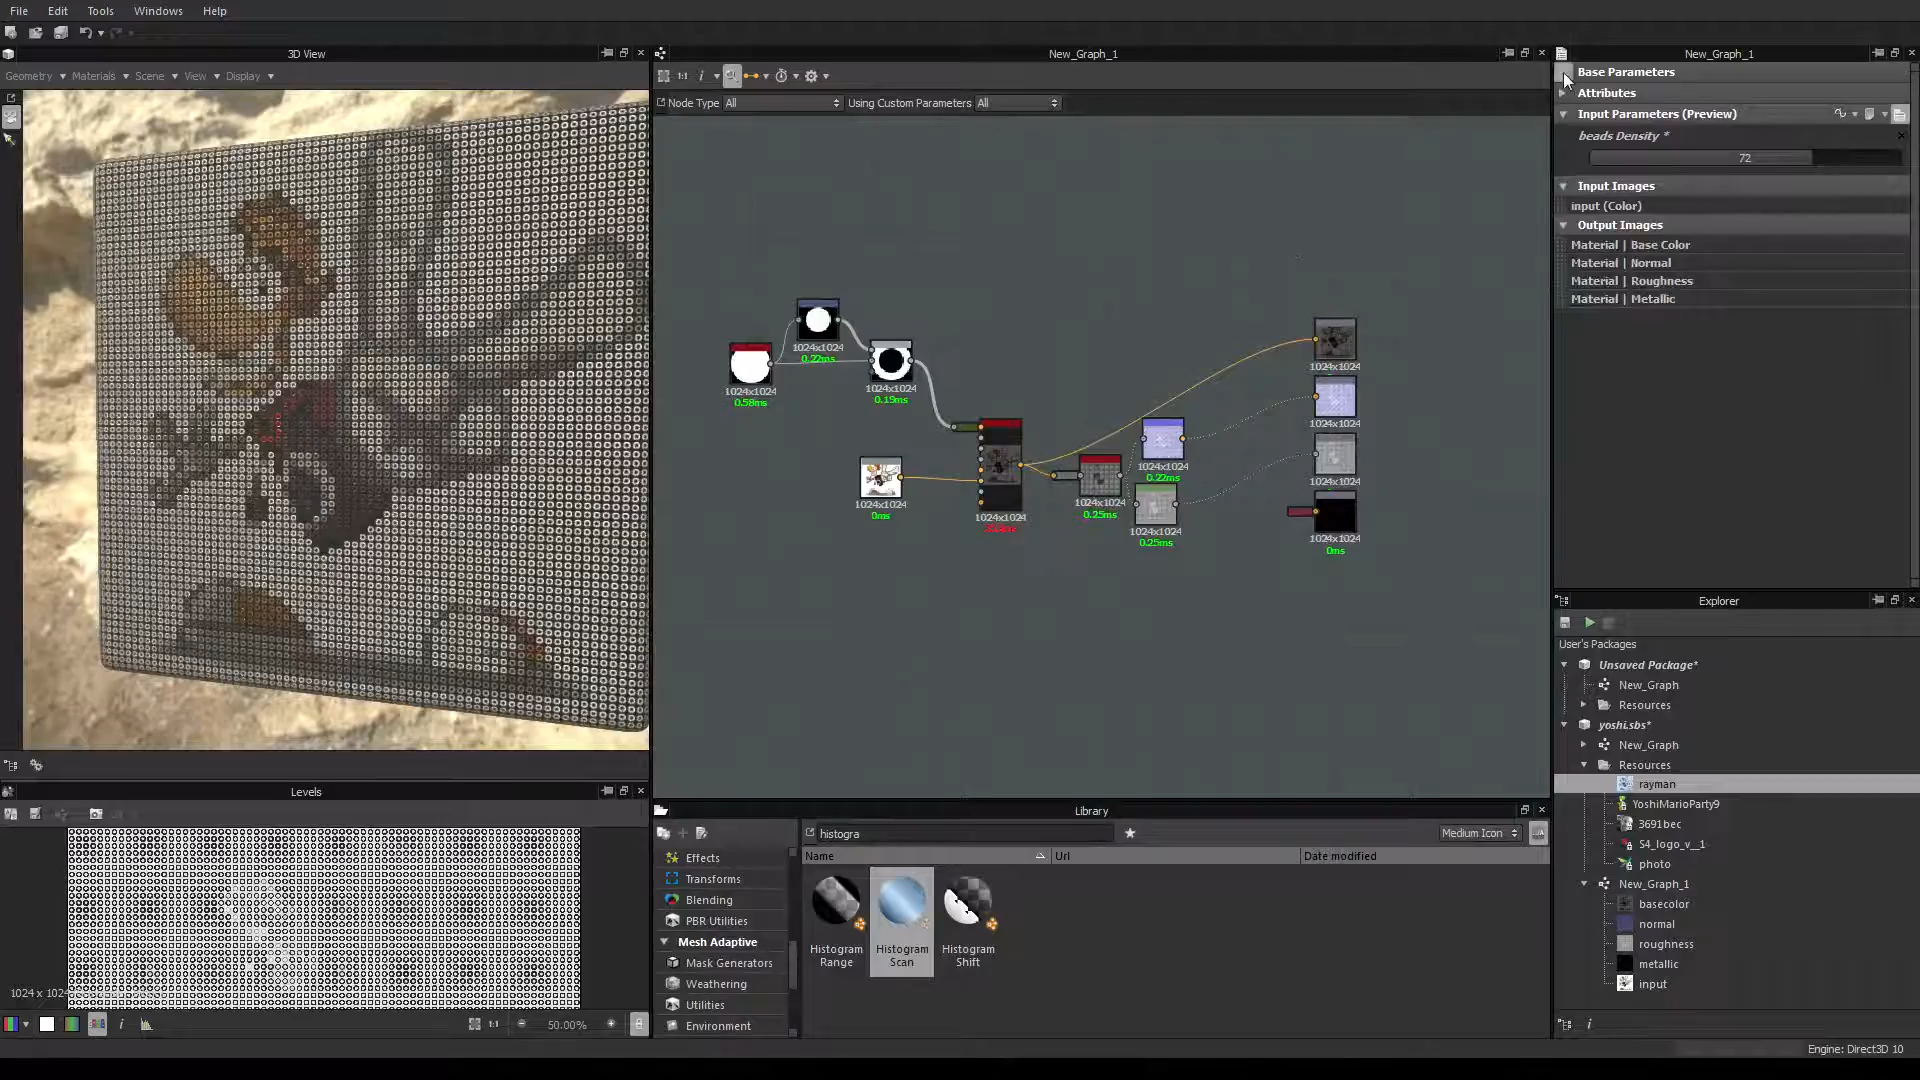 File Edit Tools Windows Help
3D View
Geometry Materials Scene View Display
New_Graph_1
1:1 i
Node Type All Using Custom Parameters All
1024x1024
0.22ms
1024x1024
0.58ms
1024x1024
0.19ms
1024x1024
0ms
1024x1024
1024x1024
0.25ms
1024x1024
0.22ms
1024x1024
0.25ms
1024x1024
1024x1024
1024x1024
1024x1024
0ms
New_Graph_1
Base Parameters
Attributes
Input Parameters (Preview)
beads Density *
72
Input Images
input (Color)
Output Images
Material | Base Color
Material | Normal
Material | Roughness
Material | Metallic
Explorer
User's Packages
Unsaved Package*
New_Graph
Resources
yoshi.sbs*
New_Graph
Resources
rayman
YoshiMarioParty9
3691bec
S4_logo_v__1
photo
New_Graph_1
basecolor
normal
roughness
metallic
input
i
Levels
1024 x 1024
i
1:1
50.00%
Library
histogra
Medium Icon
Name Url Date modified
Effects
Transforms
Blending
PBR Utilities
Mesh Adaptive
Mask Generators
Weathering
Utilities
Environment
Histogram Range
Histogram Scan
Histogram Shift
Engine: Direct3D 10